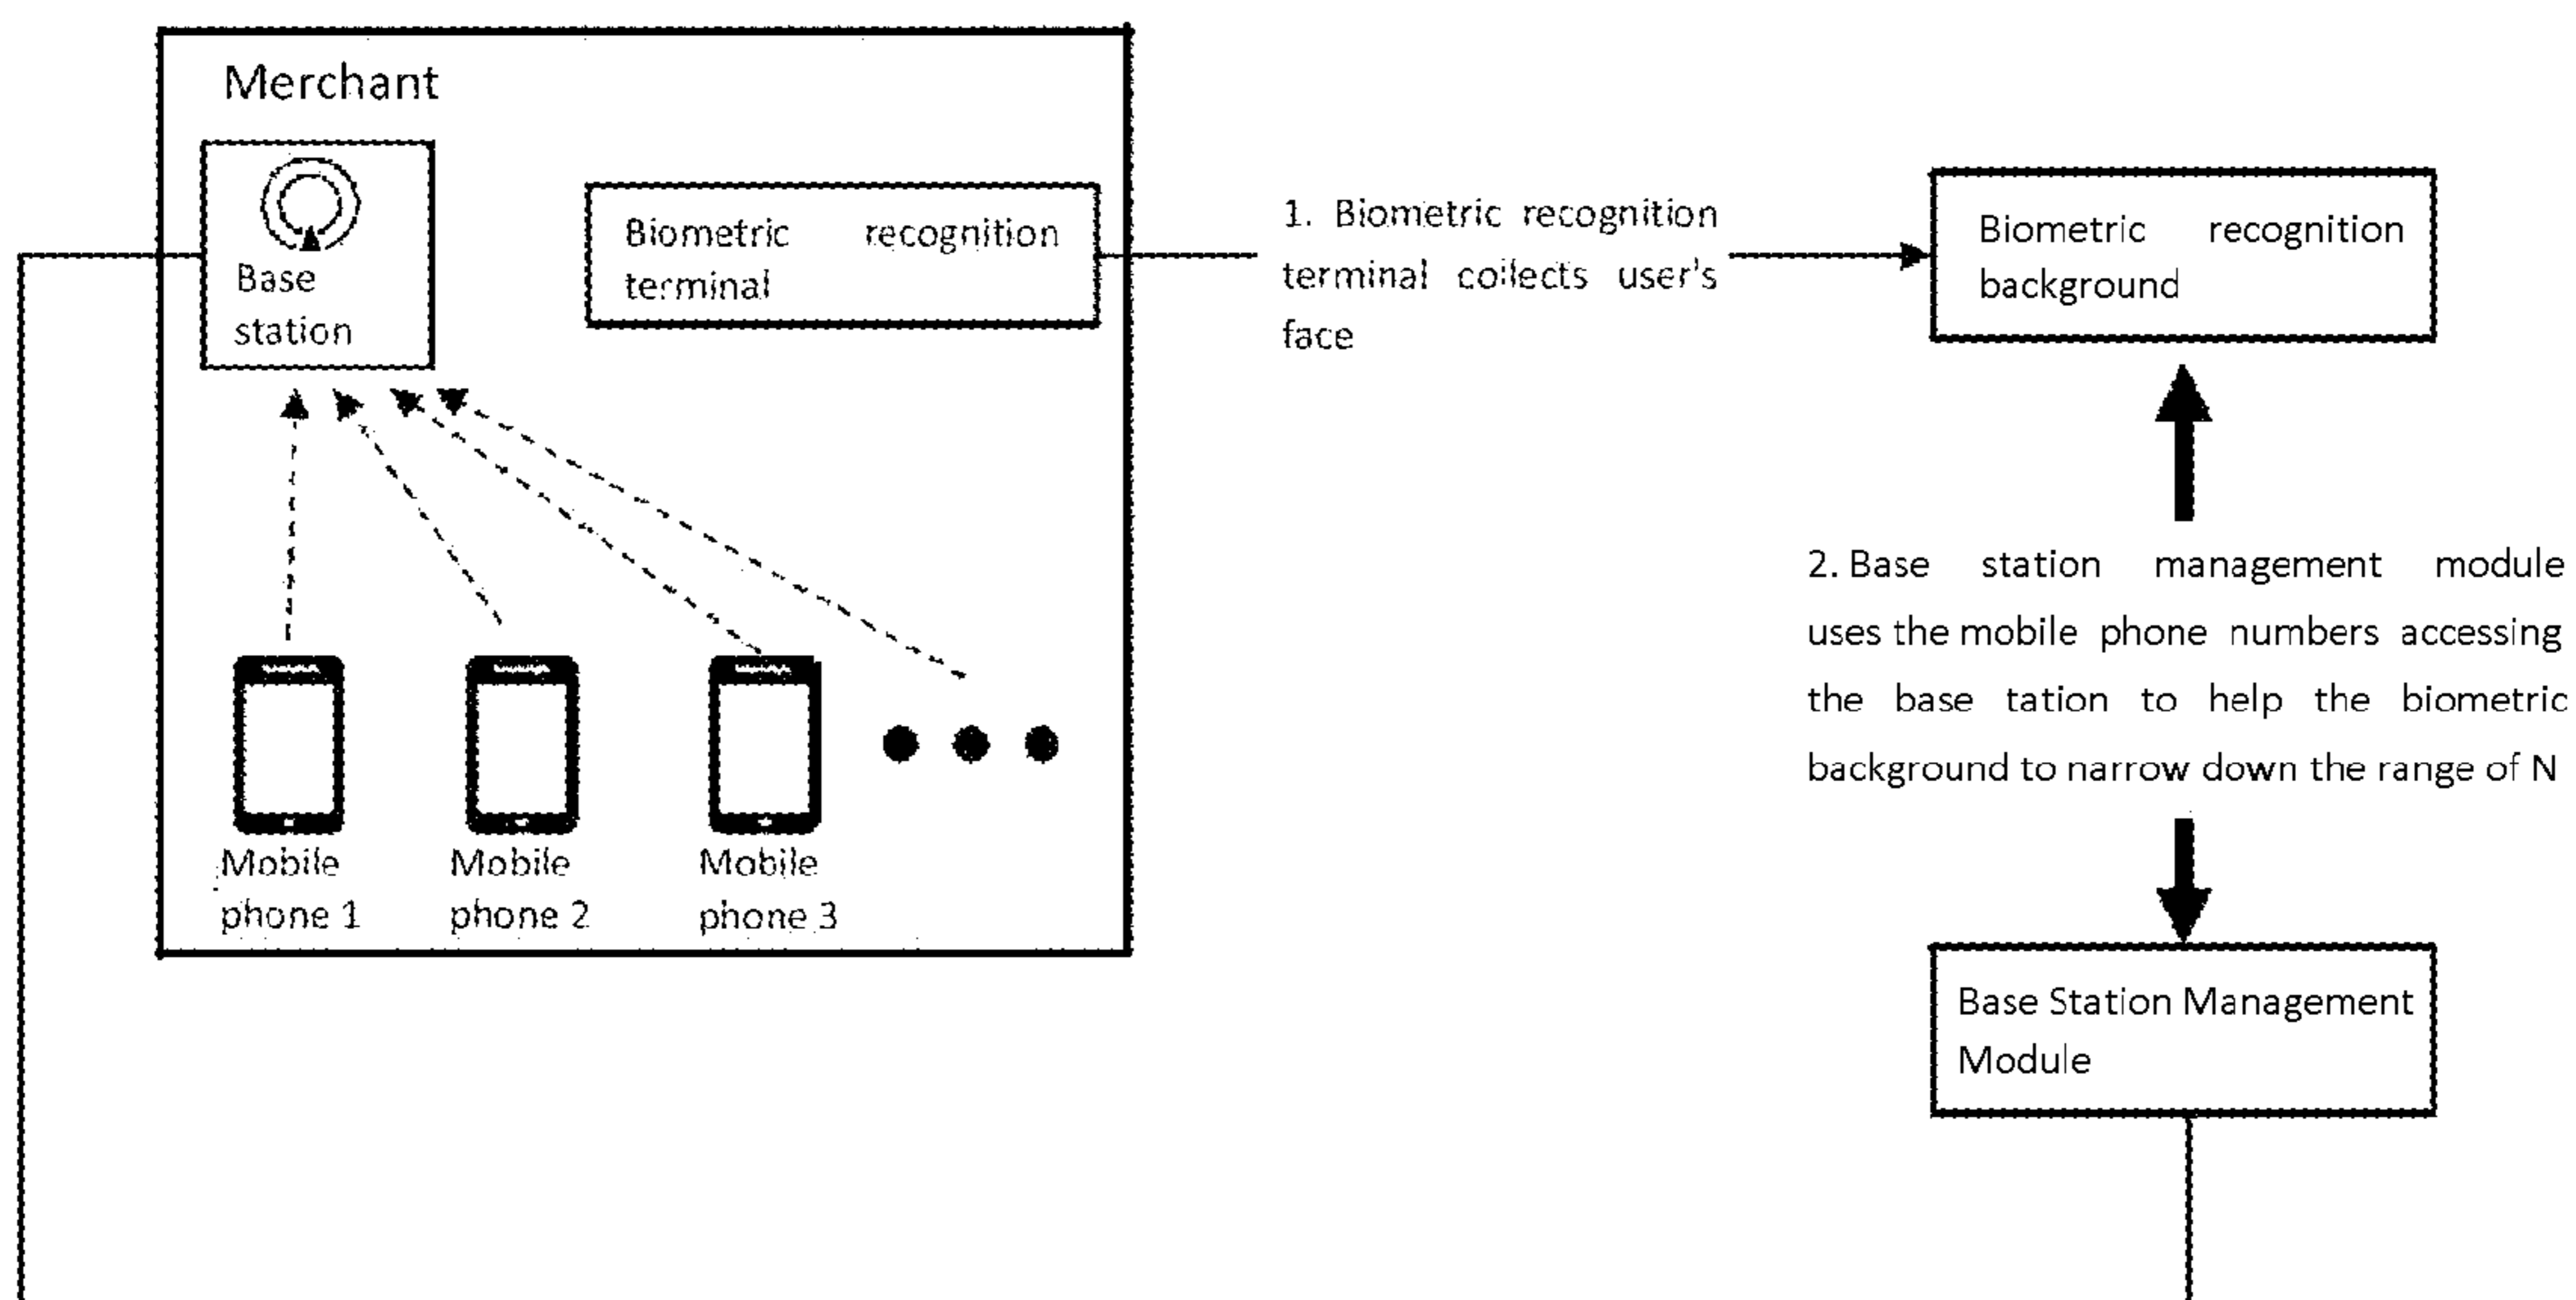 Merchant
Base
station
Biometric recognition
terminal
1. Biometric recognition
terminal collects user's
face
Biometric recognition
background
2. Base station management module
uses the mobile phone numbers accessing
the base tation to help the biometric
background to narrow down the range of N
Mobile
phone 1
Mobile
phone 2
Mobile
phone 3
Base Station Management
Module